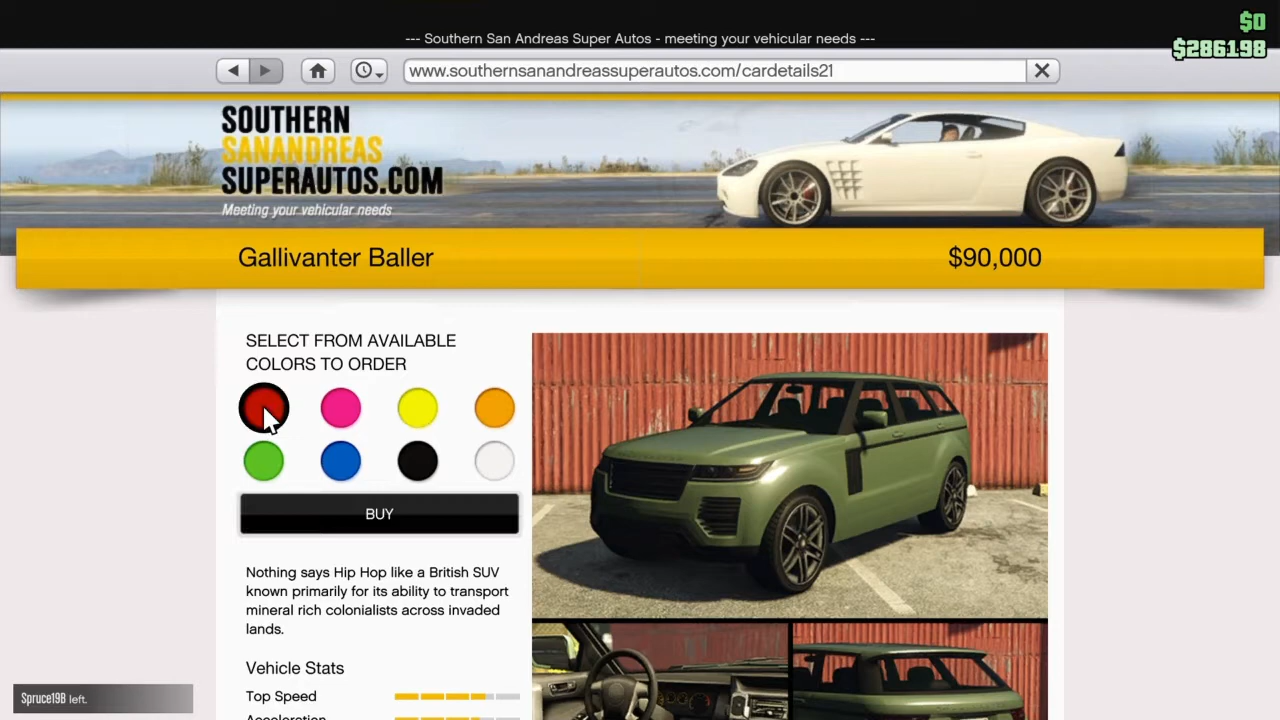 $0
--- Southern San Andreas Super Autos - meeting your vehicular needs ---
$286198
www.southernsanandreassuperautos.com/cardetails21
SOUTHERN
SANANDREAS
SUPERAUTOS.COM
Meeting your vehicular needs
Gallivanter Baller
$90,000
SELECT FROM AVAILABLE
COLORS TO ORDER
BUY
Nothing says Hip Hop like a British SUV
known primarily for its ability to transport
mineral rich colonialists across invaded
lands.
Vehicle Stats
Top Speed
Acceleration
Spruce19B left.